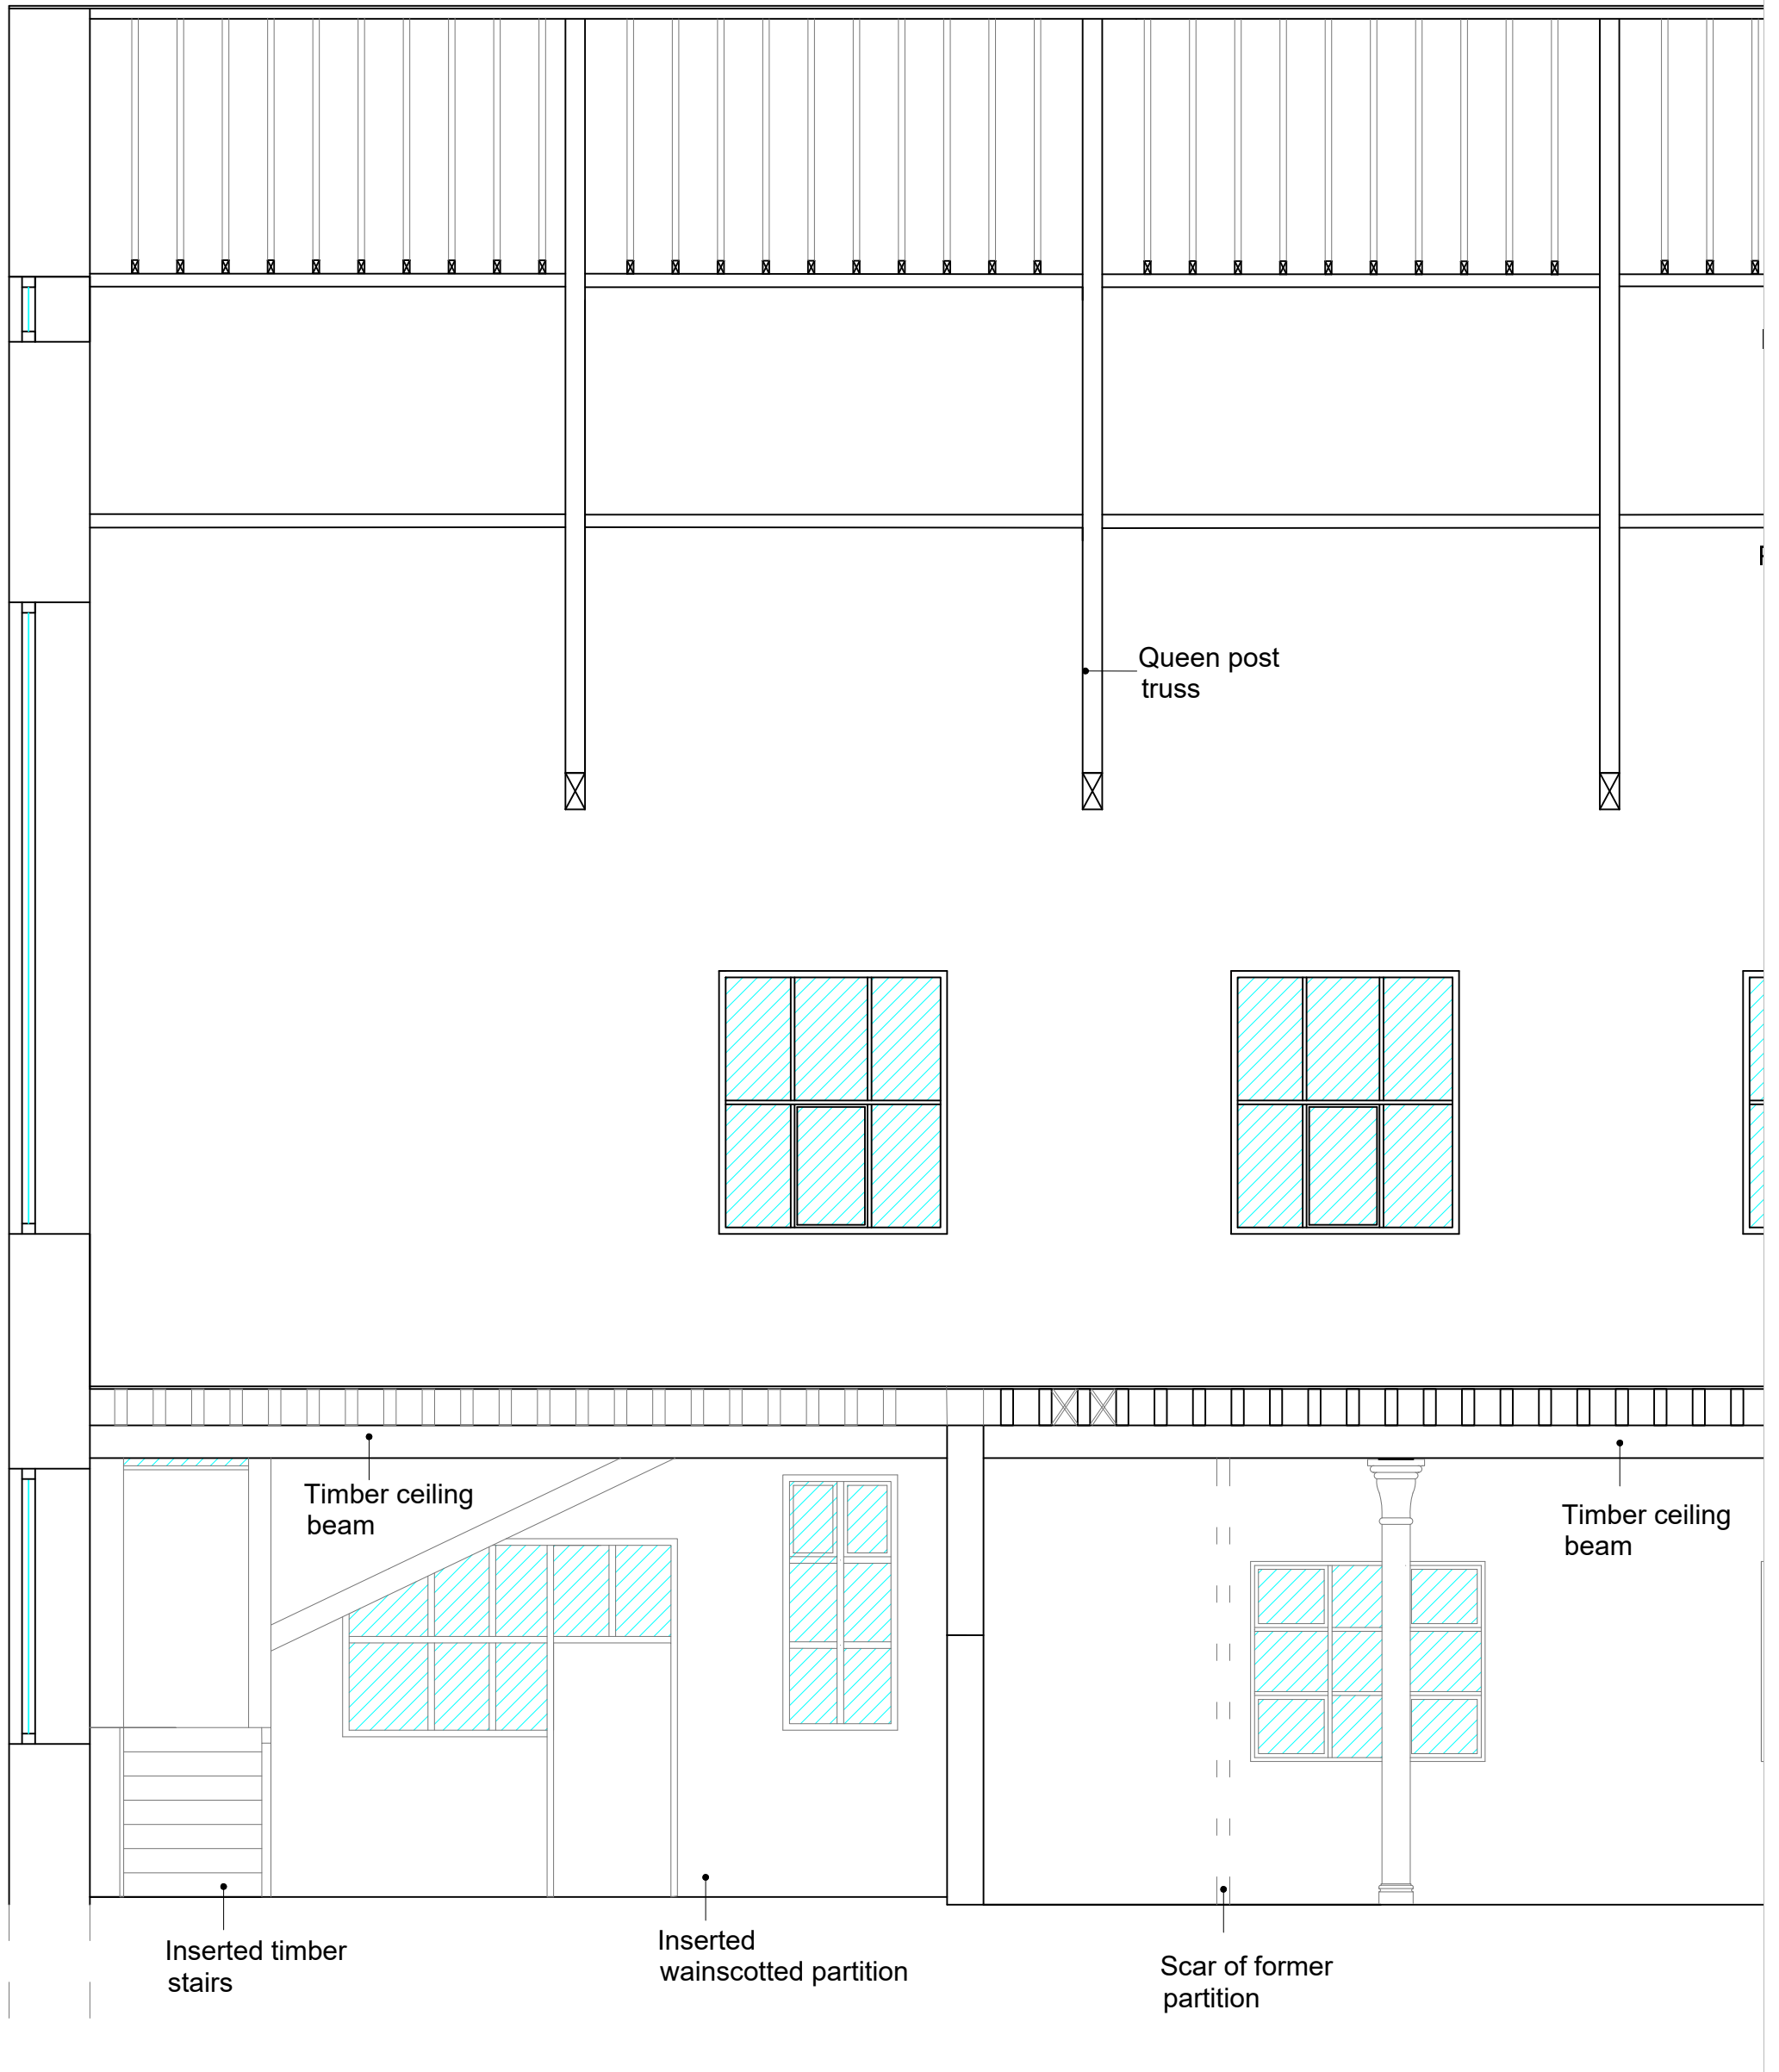 Queen post
truss
Timber ceiling
beam
Timber ceiling
beam
Inserted timber
stairs
Inserted
wainscotted partition
Scar of former
partition